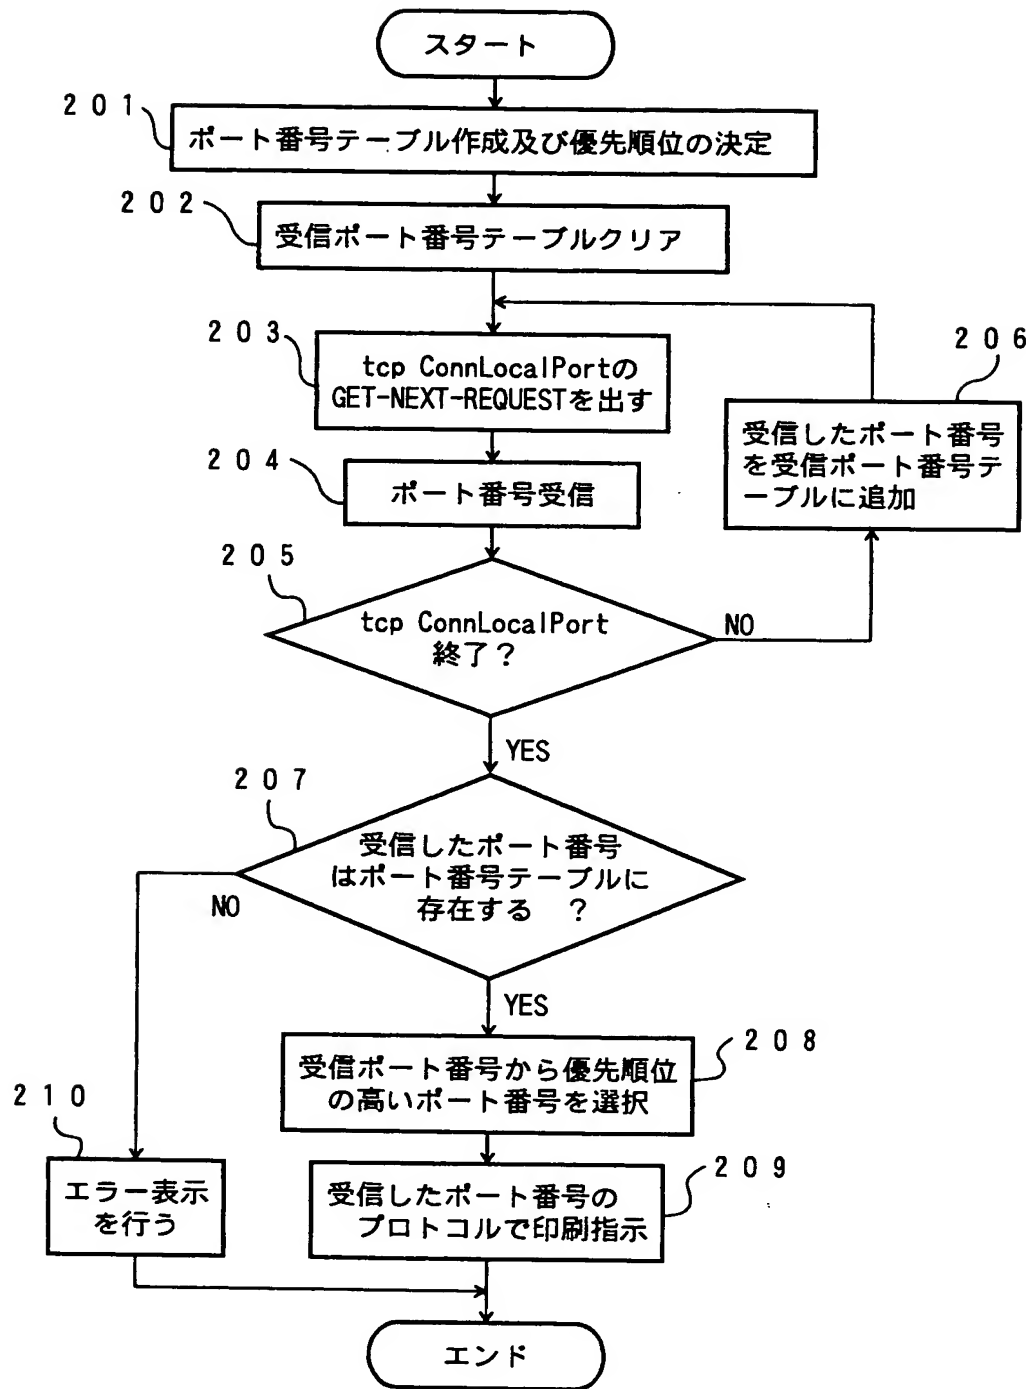 スタート
２０１
ポート番号テーブル作成及び優先順位の決定
２０２
受信ポート番号テーブルクリア
２０３
tcp ConnLocalPortの
GET-NEXT-REQUESTを出す
２０６
受信したポート番号
を受信ポート番号テ
ーブルに追加
２０４
ポート番号受信
２０５
tcp ConnLocalPort
終了？
NO
YES
２０７
受信したポート番号
はポート番号テーブルに
存在する　？
NO
YES
２０８
受信ポート番号から優先順位
の高いポート番号を選択
２１０
エラー表示
を行う
２０９
受信したポート番号の
プロトコルで印刷指示
エンド